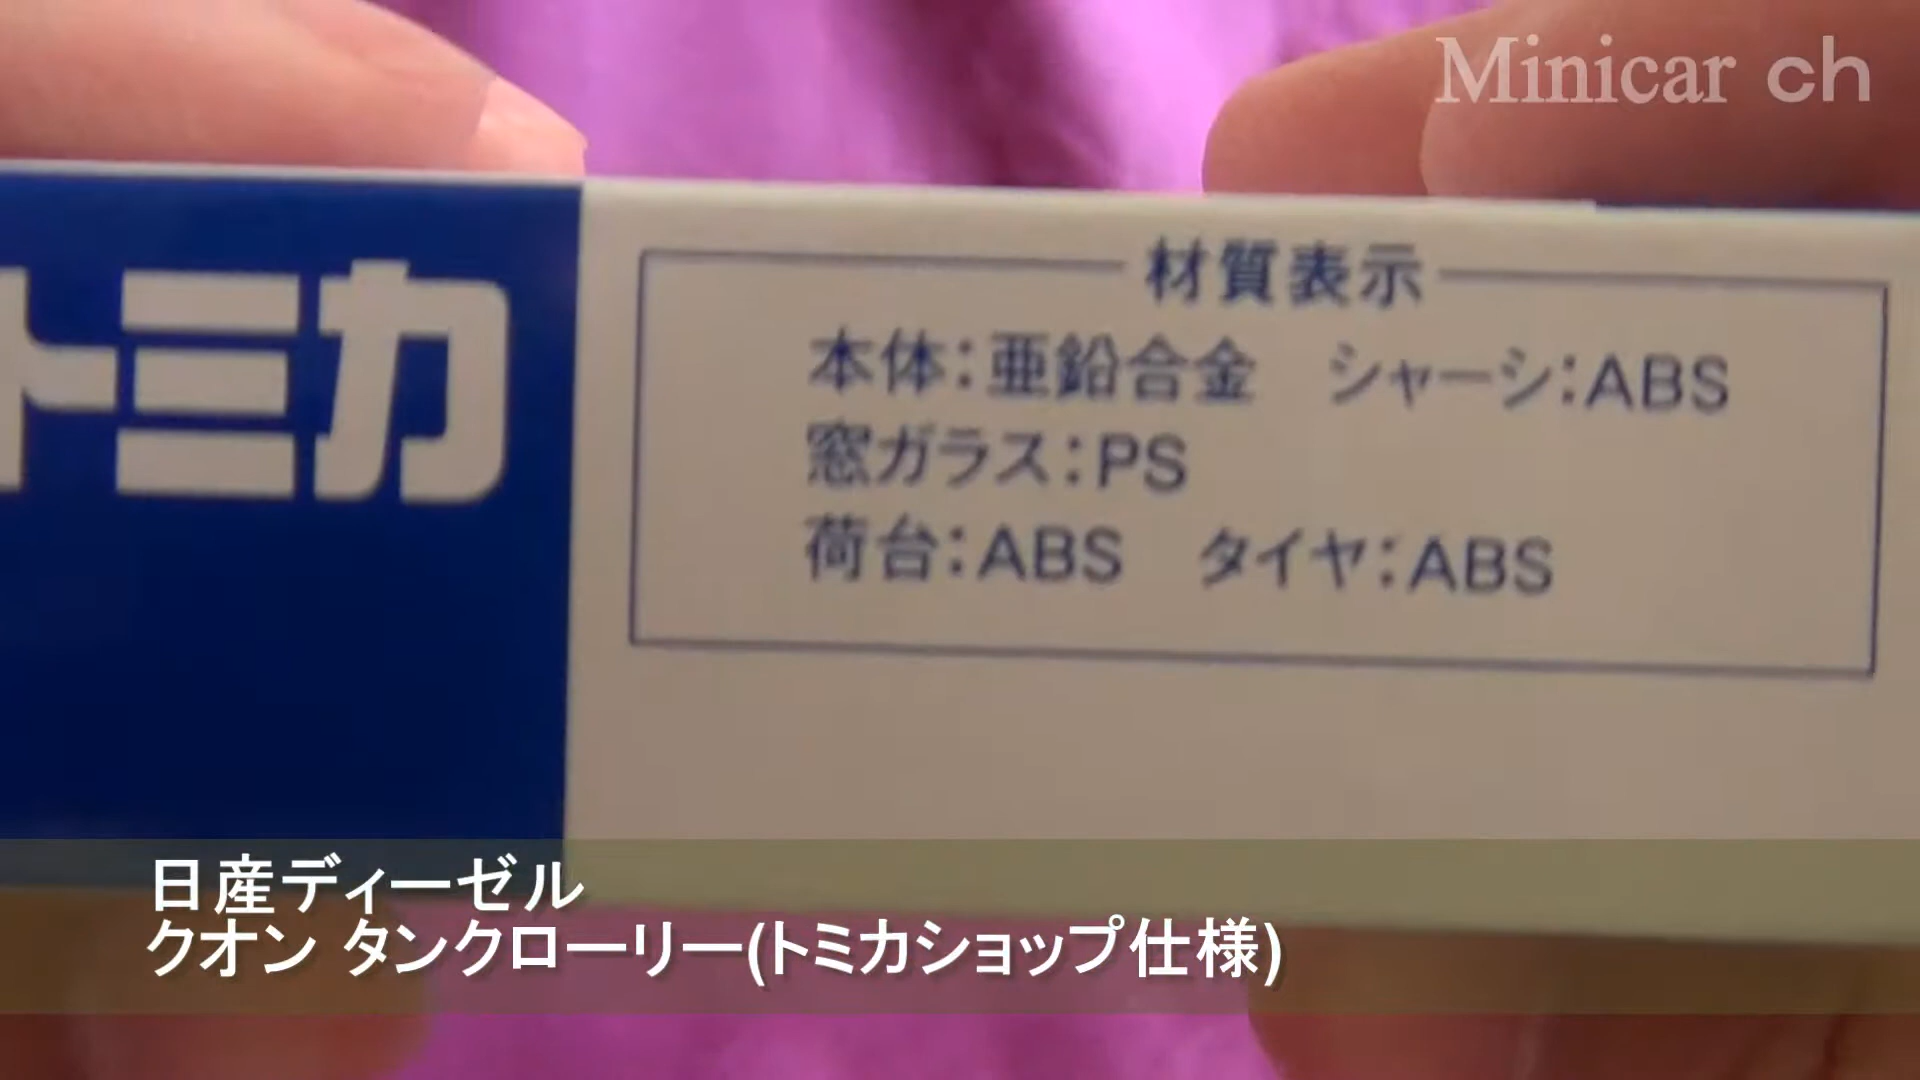 Minicar ch
トミカ
材質表示
本体:亜鉛合金 シャーシ:ABS
窓ガラス:PS
荷台:ABS タイヤ:ABS
日産ディーゼル
クオン タンクローリー(トミカショップ仕様)